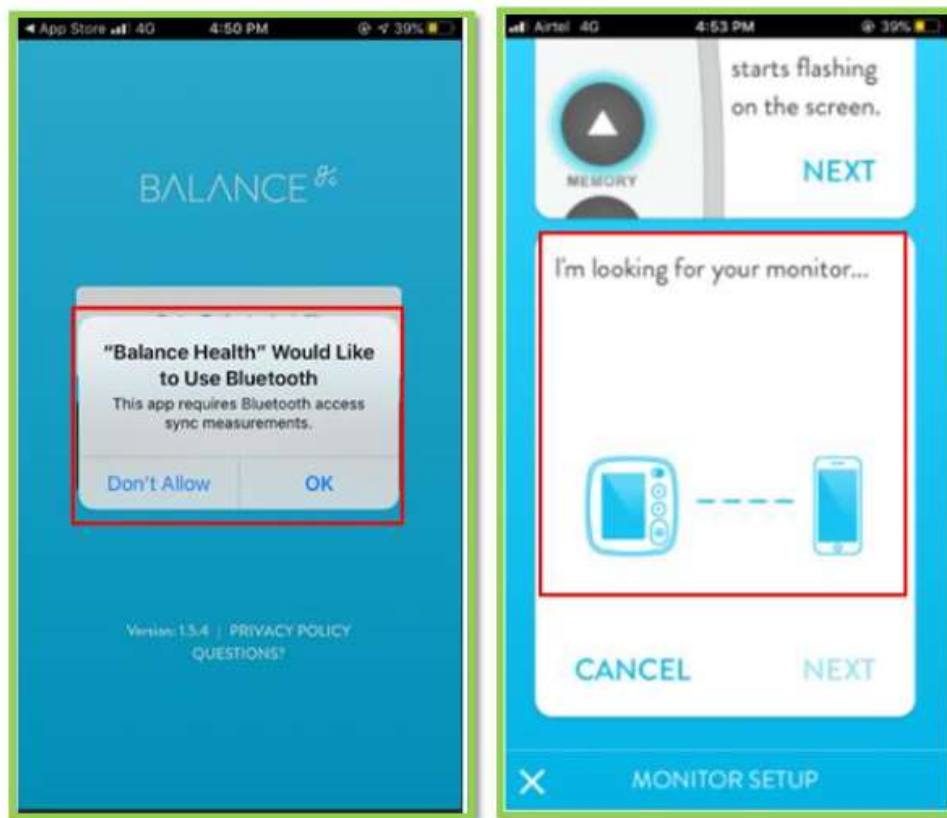 App Store 4G 4:50 PM 39%
BALANCE
"Balance Health" Would Like
to Use Bluetooth
This app requires Bluetooth access
sync measurements.
Don't Allow OK
Version: 1.5.4 | PRIVACY POLICY
QUESTIONS?
Airtel 4G 4:53 PM 39%
starts flashing
on the screen.
MEMORY
NEXT
I'm looking for your monitor...
CANCEL NEXT
MONITOR SETUP